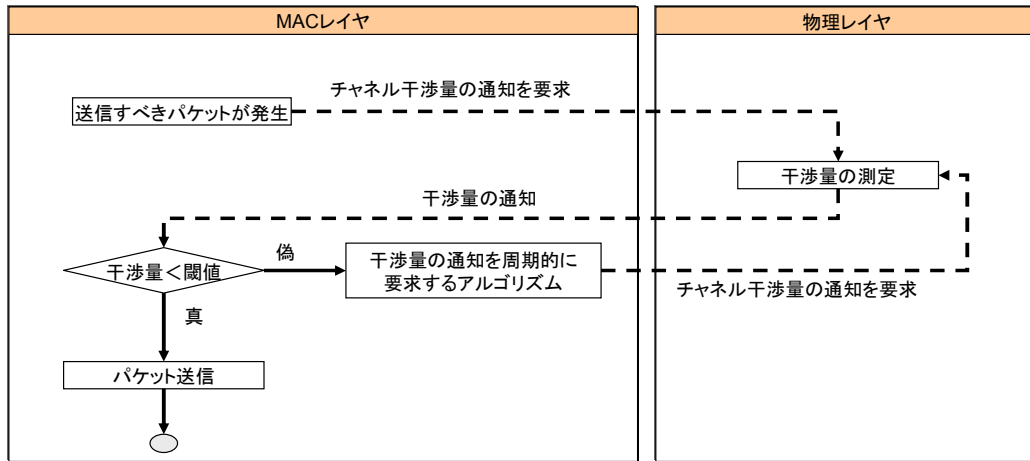 MACレイヤ
物理レイヤ
チャネル干渉量の通知を要求
送信すべきパケットが発生
干渉量の測定
干渉量の通知
干渉量＜閾値
偽
干渉量の通知を周期的に
要求するアルゴリズム
チャネル干渉量の通知を要求
真
パケット送信